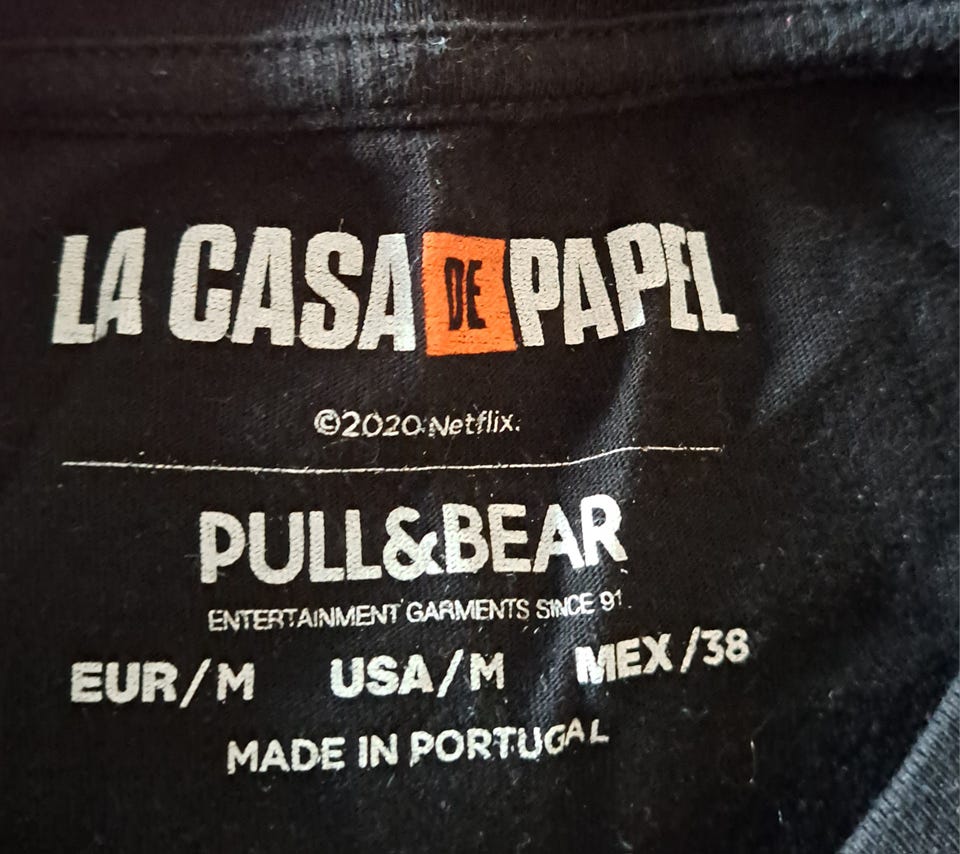 LA CASA DE PAPEL
©2020 Netflix.
PULL&BEAR
ENTERTAINMENT GARMENTS SINCE 91.
EUR/M USA/M MEX/38
MADE IN PORTUGAL